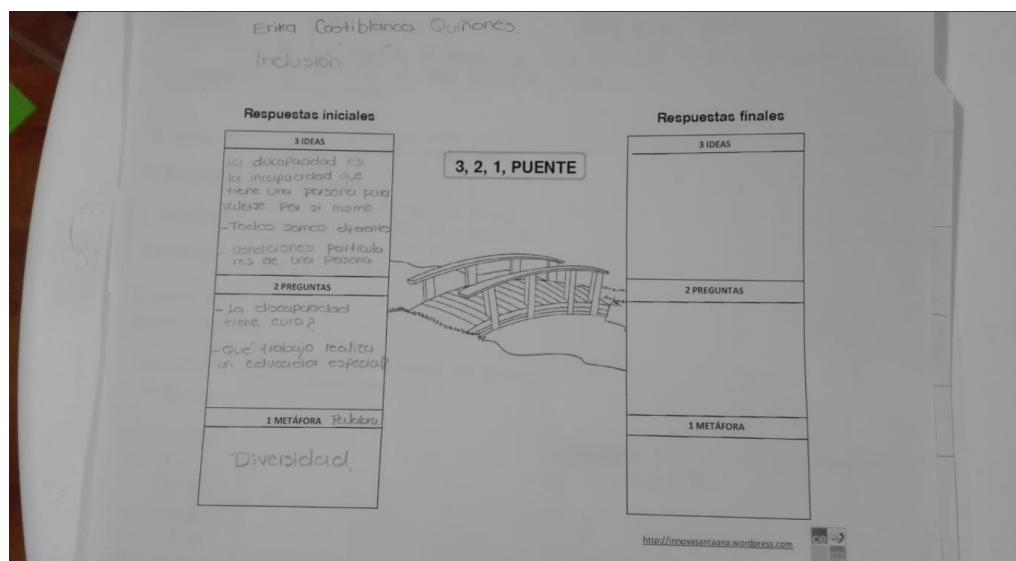 Erika Castiblanco Quiñones
Inclusión
Respuestas iniciales
3 IDEAS
La discapacidad es
la incapacidad que
tiene una persona para
valerse por si mismo
-Todos somos diferentes
- condiciones particula
res de una persona.
2 PREGUNTAS
- La discapacidad
tiene cura?
-Qué trabajo realiza
un educador especial?
1 METÁFORA Palabra
Diversidad.
3, 2, 1, PUENTE
Respuestas finales
3 IDEAS
2 PREGUNTAS
1 METÁFORA
http://innovasantaana.wordpress.com
ce